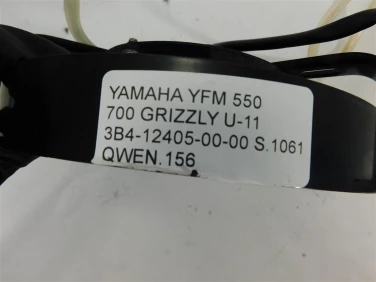 YAMAHA YFM 550
700 GRIZZLY U-11
3B4-12405-00-00 S.1061
QWEN.156